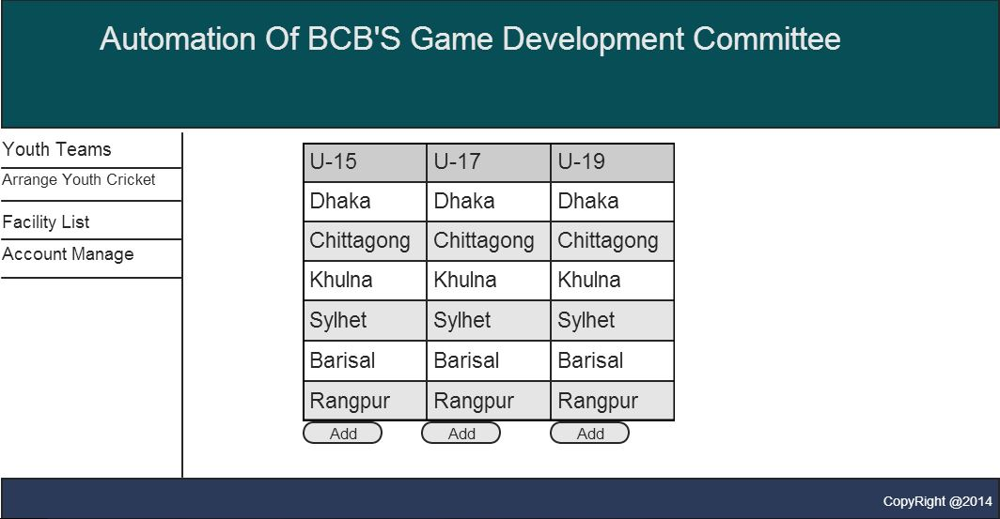 Automation Of BCB'S Game Development Committee
Youth Teams
Arrange Youth Cricket
Facility List
Account Manage
U-15 U-17 U-19
Dhaka Dhaka Dhaka
Chittagong Chittagong Chittagong
Khulna Khulna Khulna
Sylhet Sylhet Sylhet
Barisal Barisal Barisal
Rangpur Rangpur Rangpur
Add Add Add
CopyRight @2014